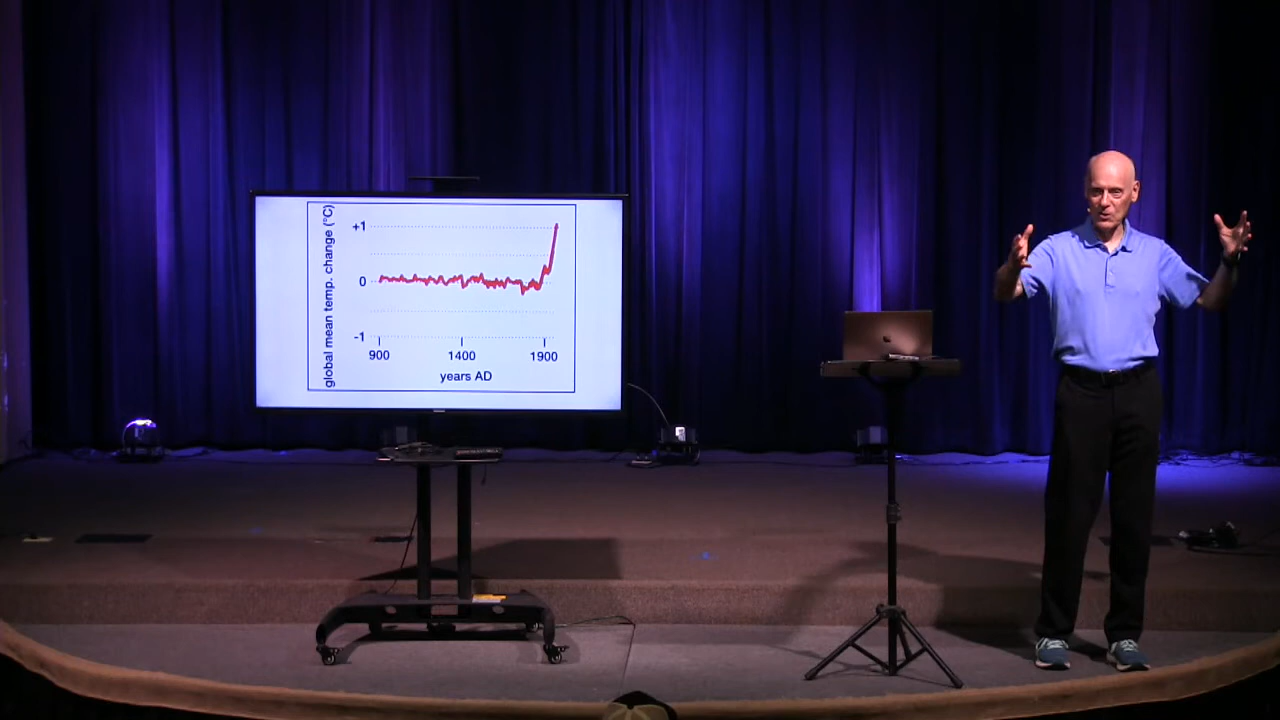 global mean temp. change (°C)
+1
0
-1
900 1400 1900
years AD